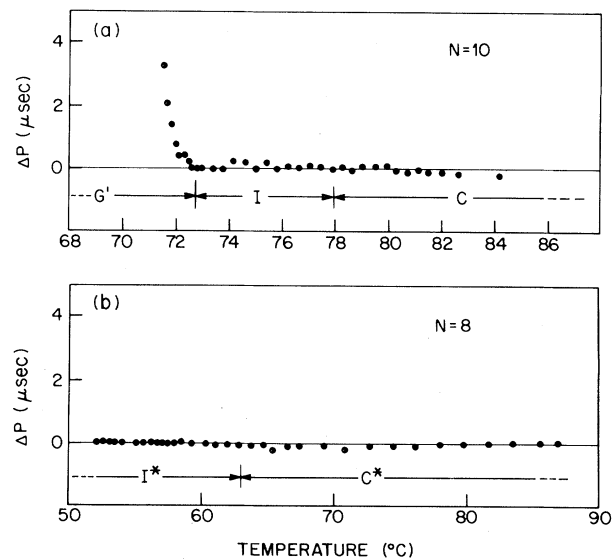 (a)
N=10
4
2
0
ΔP (μsec)
G'
I
C
68 70 72 74 76 78 80 82 84 86
(b)
N=8
4
2
0
ΔP (μsec)
I*
C*
50 60 70 80 90
TEMPERATURE (°C)